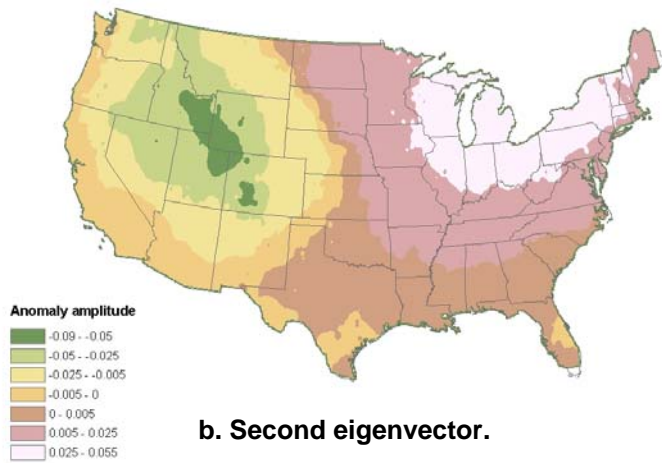 Anomaly amplitude
-0.09 - -0.05
-0.05 - -0.025
-0.025 - -0.005
-0.005 - 0
0 - 0.005
0.005 - 0.025
0.025 - 0.055
b. Second eigenvector.